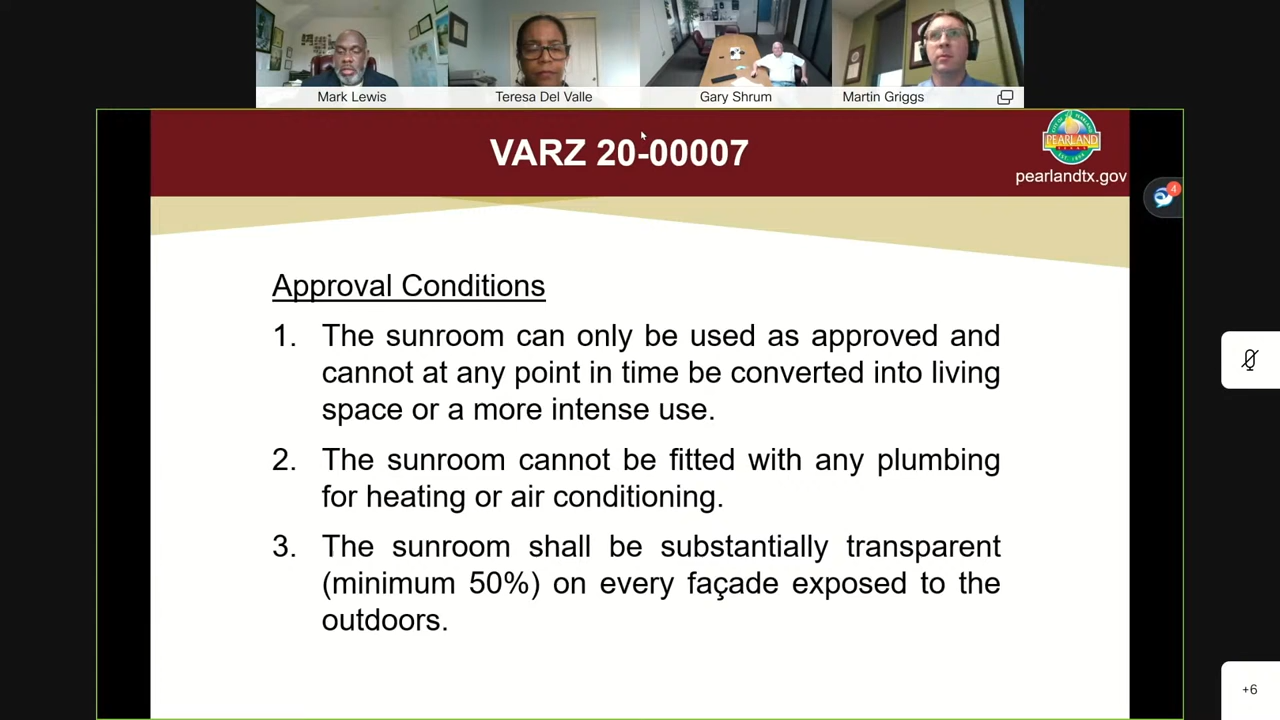 Mark Lewis
Teresa Del Valle
Gary Shrum
Martin Griggs
VARZ 20-00007
PEARLAND
pearlandtx.gov
4
Approval Conditions
1. The sunroom can only be used as approved and
cannot at any point in time be converted into living
space or a more intense use.
2. The sunroom cannot be fitted with any plumbing
for heating or air conditioning.
3. The sunroom shall be substantially transparent
(minimum 50%) on every façade exposed to the
outdoors.
+6